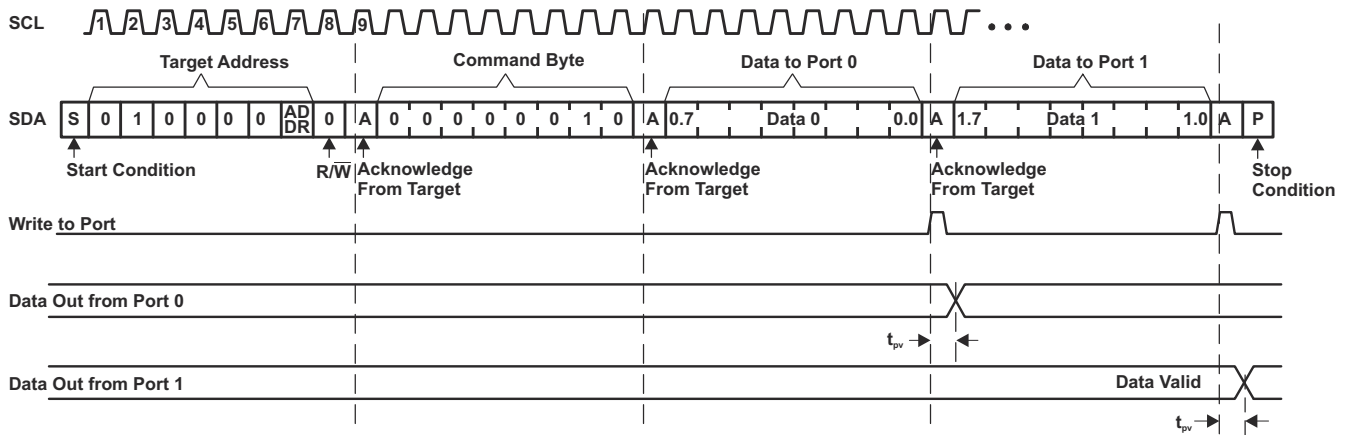 SCL 1 2 3 4 5 6 7 8 9 • • •
Target Address Command Byte Data to Port 0 Data to Port 1
SDA S 0 1 0 0 0 0 AD DR 0 A 0 0 0 0 0 0 1 0 A 0.7 Data 0 0.0 A 1.7 Data 1 1.0 A P
Start Condition R/W̅ Acknowledge From Target Acknowledge From Target Acknowledge From Target Stop Condition
Write to Port
Data Out from Port 0
tpv
Data Out from Port 1 Data Valid
tpv